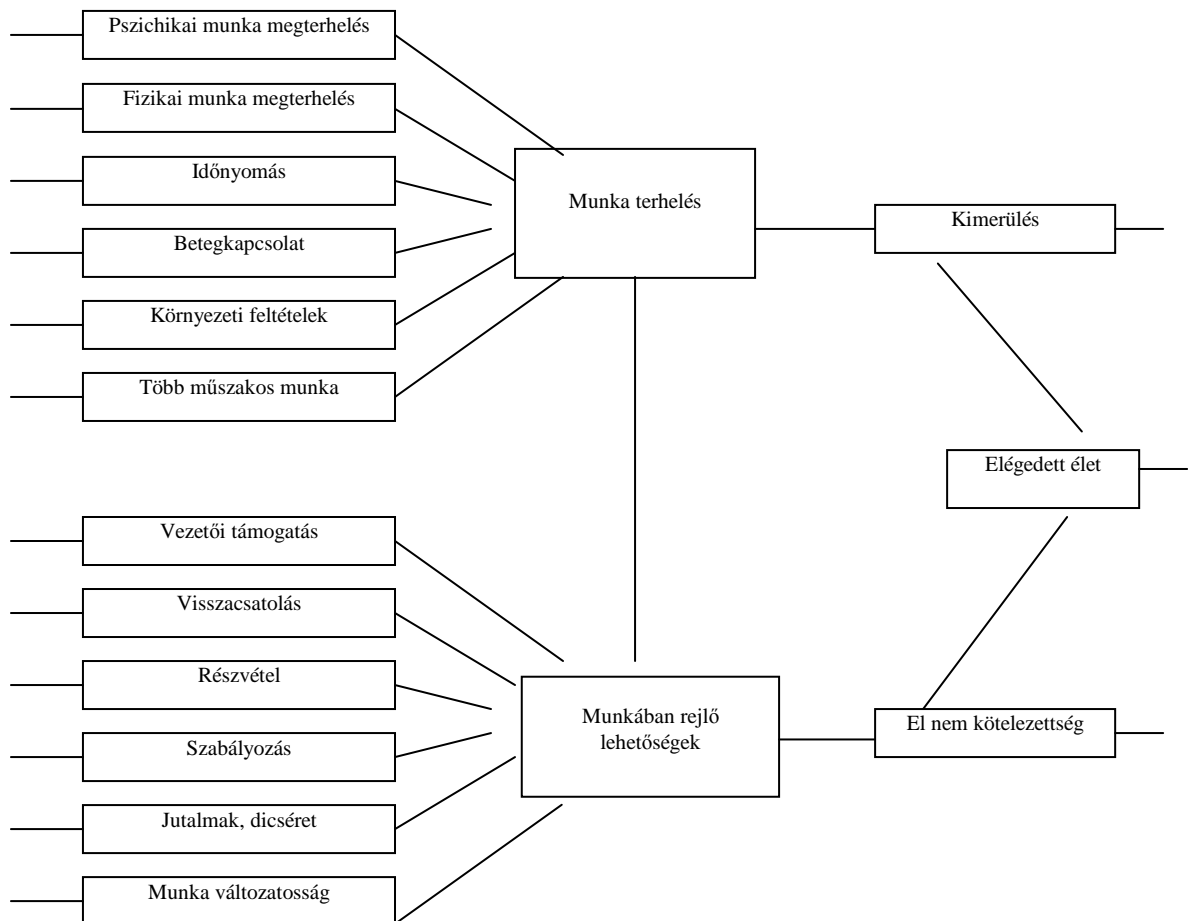 Pszichikai munka megterhelés
Fizikai munka megterhelés
Időnyomás
Betegkapcsolat
Környezeti feltételek
Több műszakos munka
Munka terhelés
Kimerülés
Elégedett élet
Vezetői támogatás
Visszacsatolás
Részvétel
Szabályozás
Jutalmak, dicséret
Munka változatosság
Munkában rejlő
lehetőségek
El nem kötelezettség